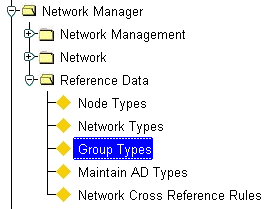 Network Manager
Network Management
Network
Reference Data
Node Types
Network Types
Group Types
Maintain AD Types
Network Cross Reference Rules